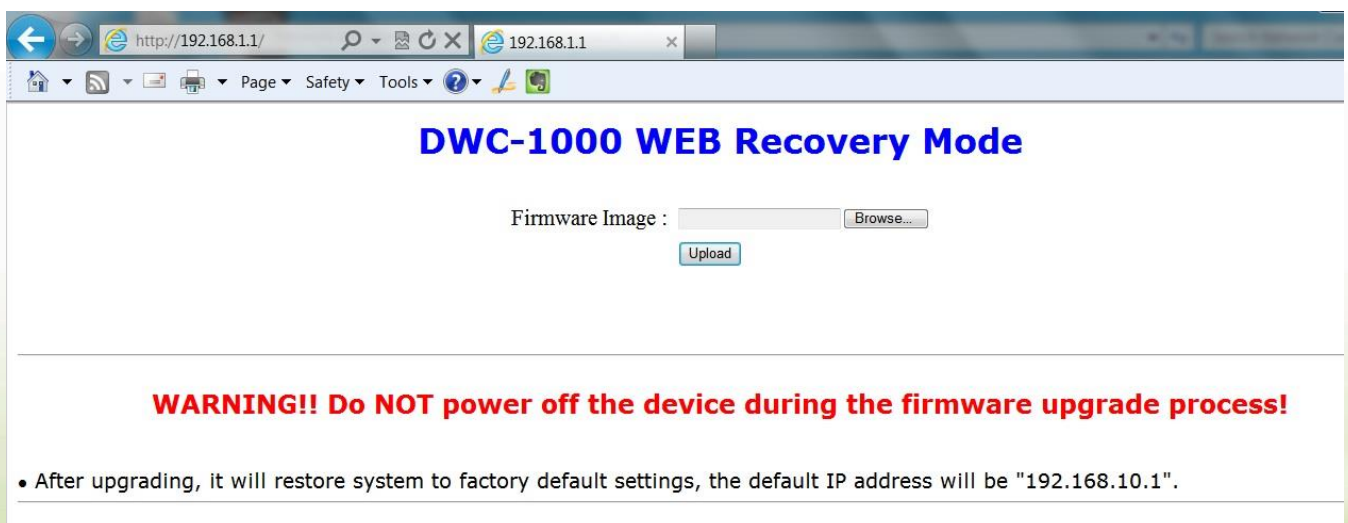 http://192.168.1.1/ 192.168.1.1
Page Safety Tools
DWC-1000 WEB Recovery Mode
Firmware Image : Browse...
Upload
WARNING!! Do NOT power off the device during the firmware upgrade process!
• After upgrading, it will restore system to factory default settings, the default IP address will be "192.168.10.1".